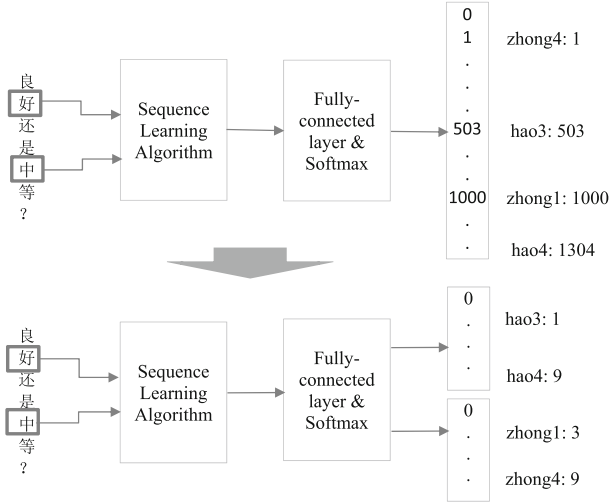 良
好
还
是
中
等
？
Sequence
Learning
Algorithm
Fully-
connected
layer &
Softmax
0
1
.
.
.
503
.
.
1000
.
.
zhong4: 1
hao3: 503
zhong1: 1000
hao4: 1304
良
好
还
是
中
等
？
Sequence
Learning
Algorithm
Fully-
connected
layer &
Softmax
0
.
.
.
hao3: 1
hao4: 9
0
.
.
.
zhong1: 3
zhong4: 9